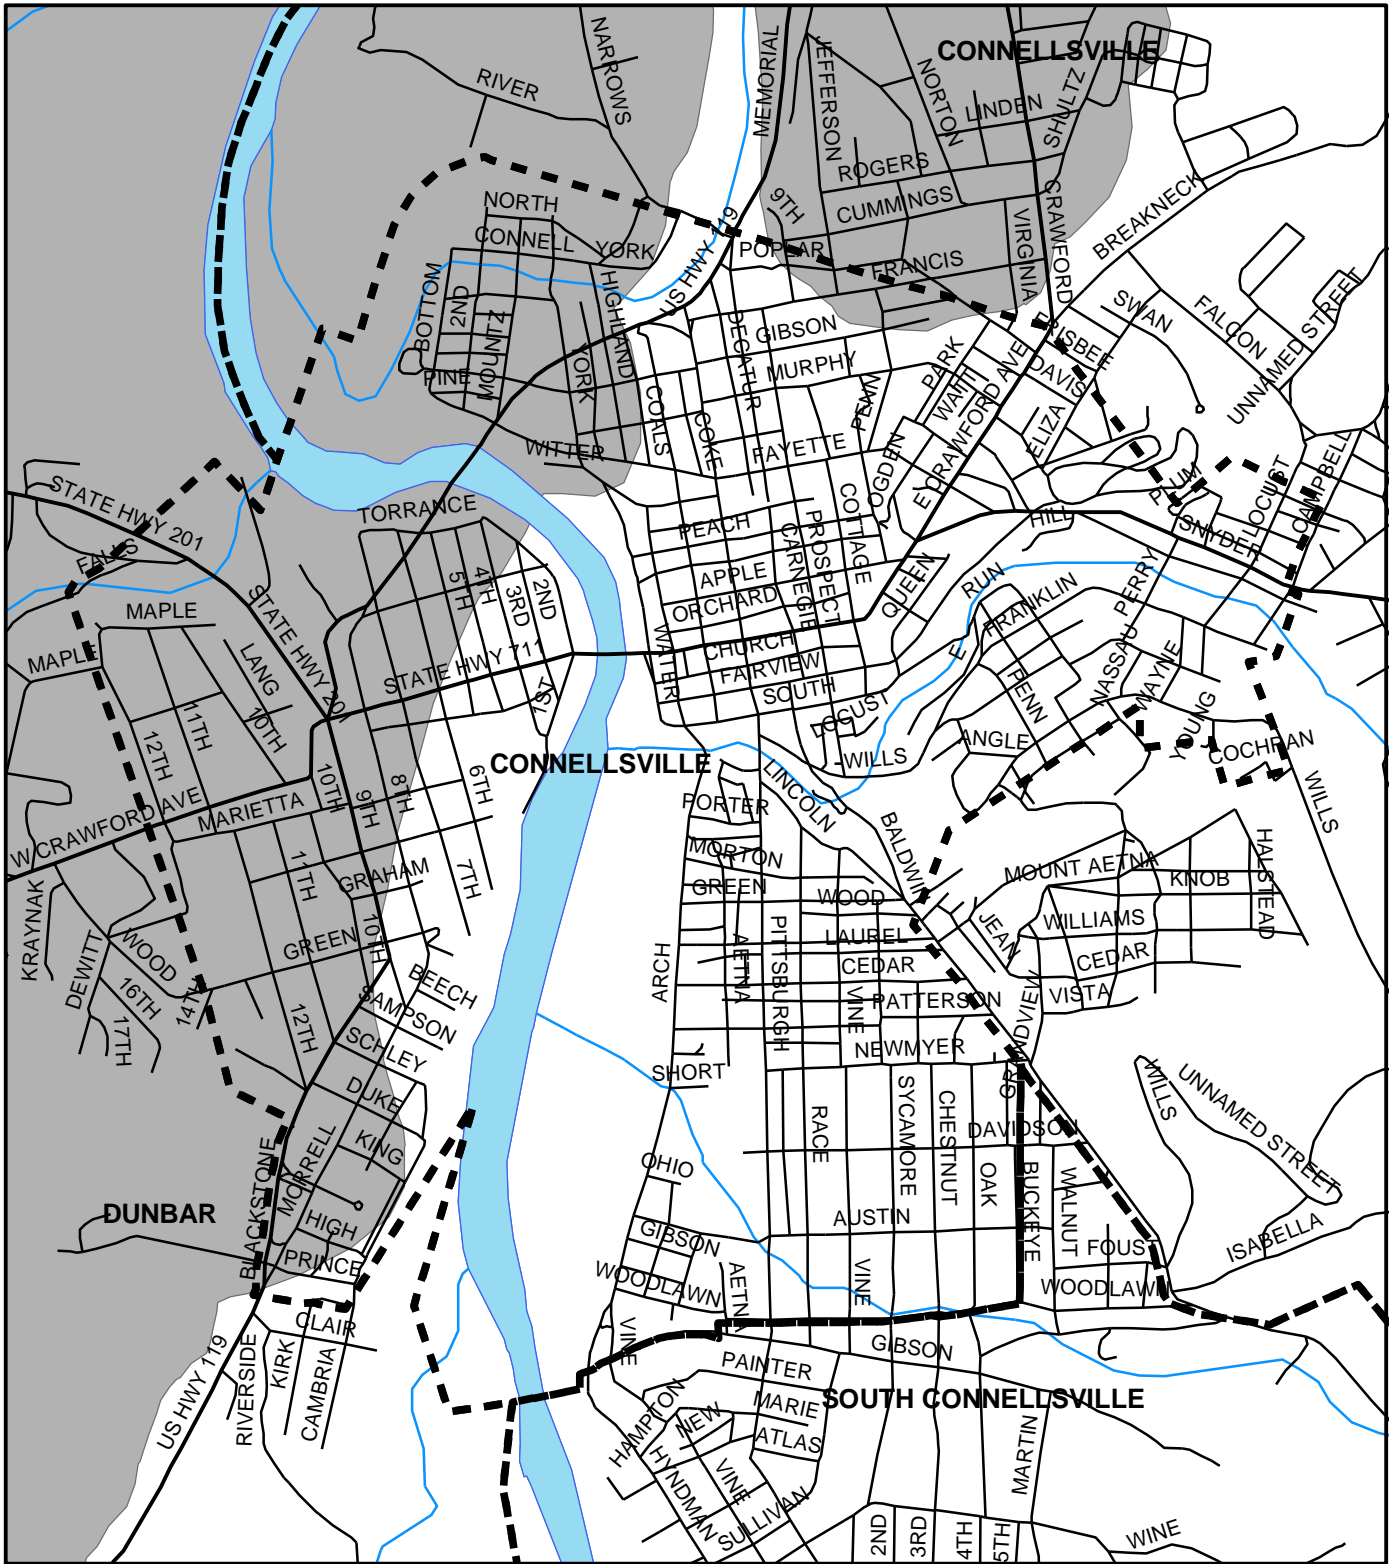 CONNELLSVILLE
NARROWS
MEMORIAL
JEFFERSON
NORTON
SHULTZ
RIVER
LINDEN
ROGERS
NORTH
9TH
CUMMINGS
CRAWFORD
BREAKNECK
CONNELL
YORK
US HWY 119
POPLAR
FRANCIS
VIRGINIA
BOTTOM
2ND
MOUNTZ
HIGHLAND
DECATUR
GIBSON
SWAN
FALCON
UNNAMED STREET
FRISBEE
PINE
YORK
MURPHY
PARK
WAHI
E CRAWFORD AVE
DAVIS
COALS
COKE
PENN
ELIZA
WITTER
FAYETTE
OGDEN
CAMPBELL
LOCUST
PLUM
STATE HWY 201
TORRANCE
PEACH
CARNEGIE
PROSPECT
COTTAGE
HILL
SNYDER
FALLS
5TH
4TH
3RD
2ND
APPLE
ORCHARD
QUEEN
E RUN
FRANKLIN
PERRY
MAPLE
STATE HWY 201
MAPLE
LANG
STATE HWY 711
WATER
CHURCH
FAIRVIEW
SOUTH
NASSAU
WAYNE
11TH
10TH
1ST
LOCUST
PENN
YOUNG
12TH
ANGLE
COCHRAN
CONNELLSVILLE
WILLS
LINCOLN
WILLS
10TH
9TH
8TH
6TH
W CRAWFORD AVE
MARIETTA
PORTER
BALDWIN
MORTON
MOUNT AETNA
HALSTEAD
11TH
GRAHAM
7TH
GREEN
WOOD
KNOB
KRAYNAK
DEWITT
WOOD
GREEN
10TH
ARCH
AETNA
PITTSBURGH
LAUREL
JEAN
WILLIAMS
CEDAR
CEDAR
16TH
14TH
BEECH
VINE
PATTERSON
VISTA
17TH
12TH
SAMPSON
SCHLEY
NEWMYER
GRANDVIEW
SHORT
WILLS
UNNAMED STREET
DUKE
RACE
SYCAMORE
CHESTNUT
DAVIDSON
BLACKSTONE
MORRELL
KING
OHIO
OAK
BUCKEYE
WALNUT
DUNBAR
HIGH
AUSTIN
GIBSON
FOUST
ISABELLA
PRINCE
WOODLAWN
AETNA
VINE
WOODLAWN
CLAIR
VINE
US HWY 119
RIVERSIDE
KIRK
CAMBRIA
GIBSON
PAINTER
SOUTH CONNELLSVILLE
HAMPTON
MARIE
NEW
ATLAS
MARTIN
HYNDMAN
VINE
SULLIVAN
2ND
3RD
4TH
5TH
WINE